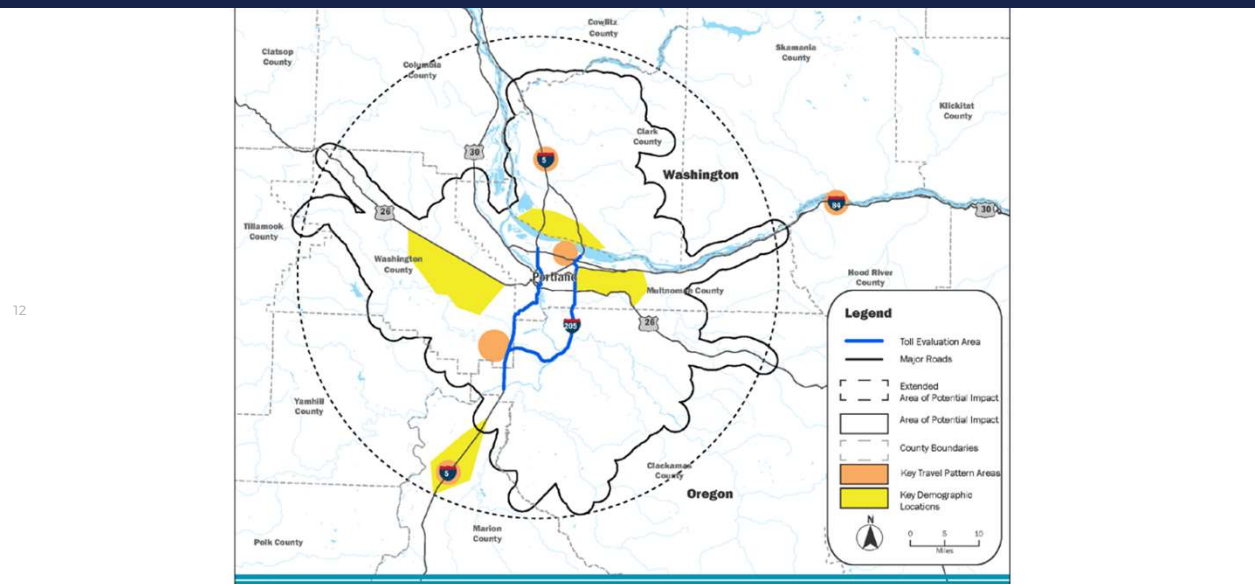 Cowlitz
County
Clatsop
County
Skamania
County
Columbia
County
Klickitat
County
Clark
County
30
5
Washington
84
30
26
Tillamook
County
Washington
County
Portland
Multnomah County
Hood River
County
12
205
26
Legend
Toll Evaluation Area
Major Roads
Extended
Area of Potential Impact
Area of Potential Impact
County Boundaries
Key Travel Pattern Areas
Key Demographic
Locations
N
0 5 10
Miles
Yamhill
County
5
Clackamas
County
Oregon
Marion
County
Polk County